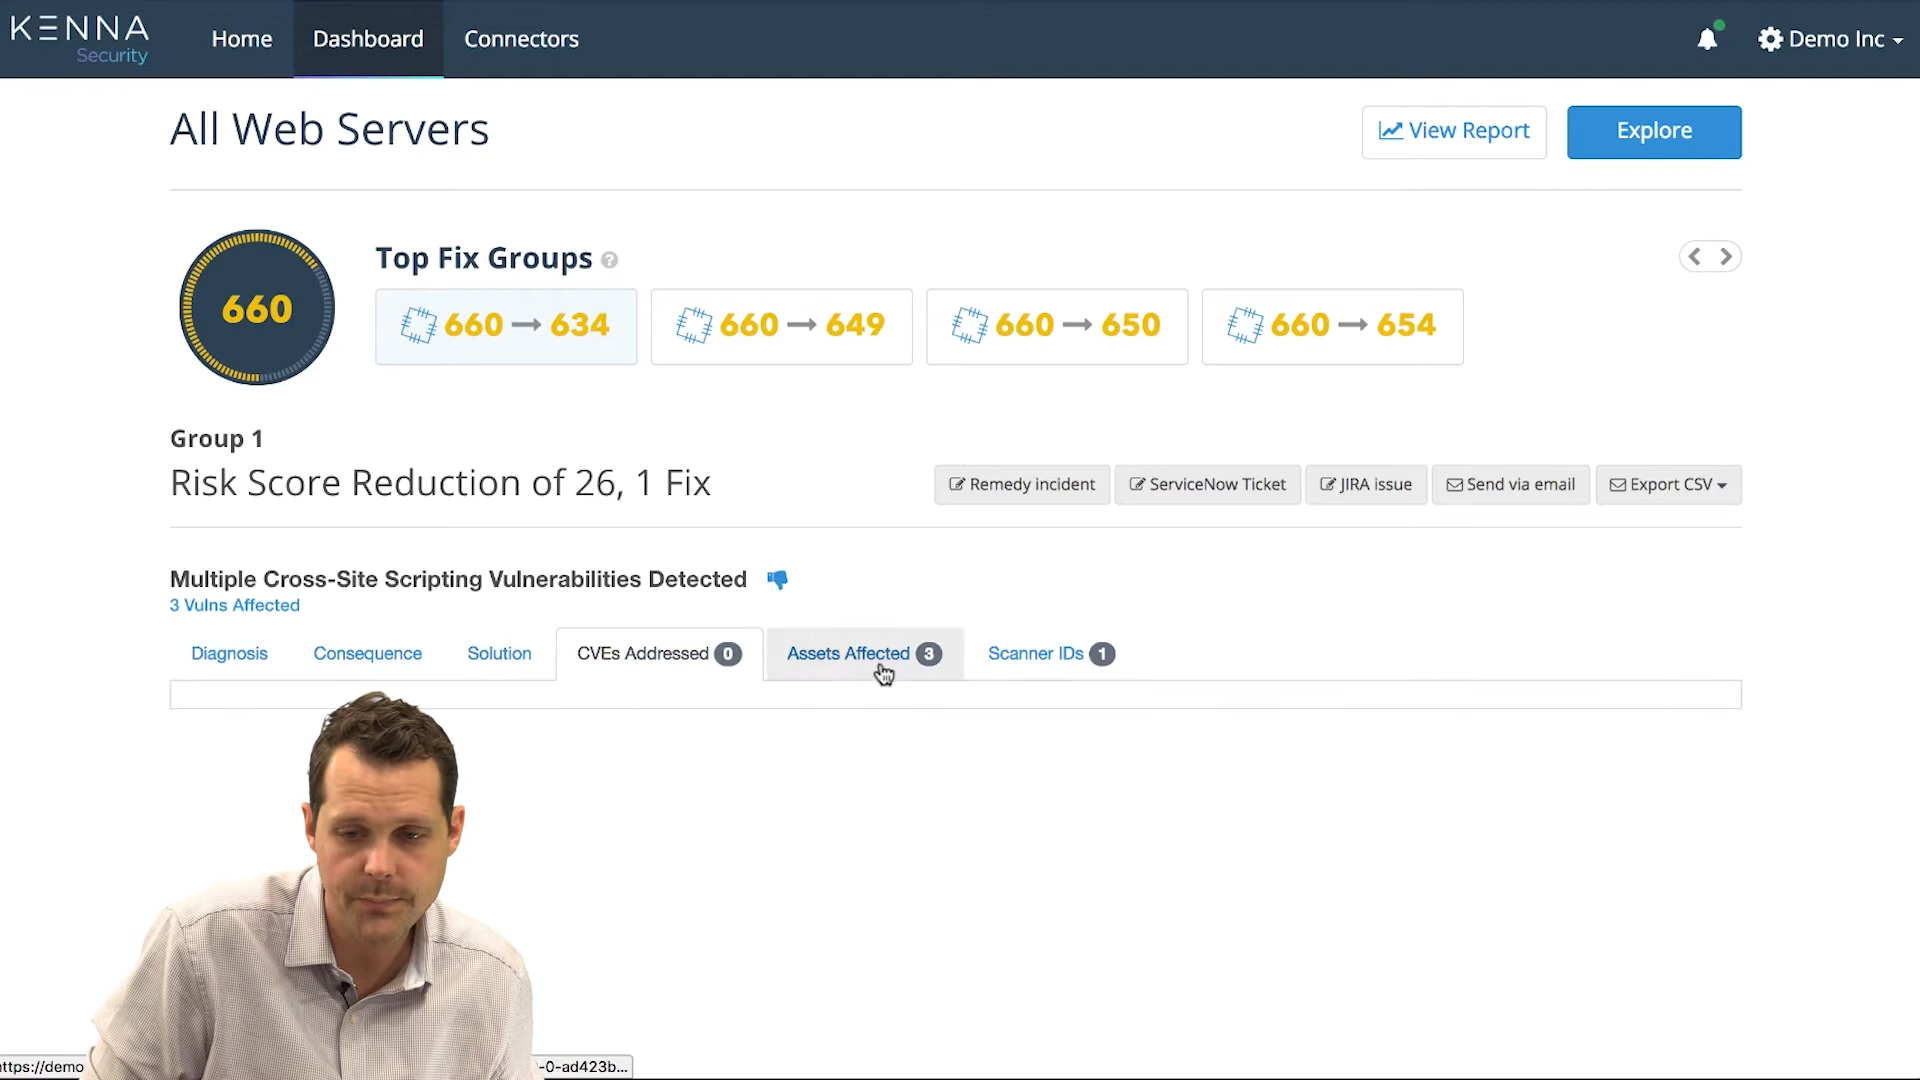 KENNA
Security
Home
Dashboard
Connectors
Demo Inc
All Web Servers
View Report
Explore
660
Top Fix Groups ?
660 → 634
660 → 649
660 → 650
660 → 654
Group 1
Risk Score Reduction of 26, 1 Fix
Remedy incident
ServiceNow Ticket
JIRA issue
Send via email
Export CSV
Multiple Cross-Site Scripting Vulnerabilities Detected
3 Vulns Affected
Diagnosis
Consequence
Solution
CVEs Addressed 0
Assets Affected 3
Scanner IDs 1
ttps://demo
-0-ad423b...